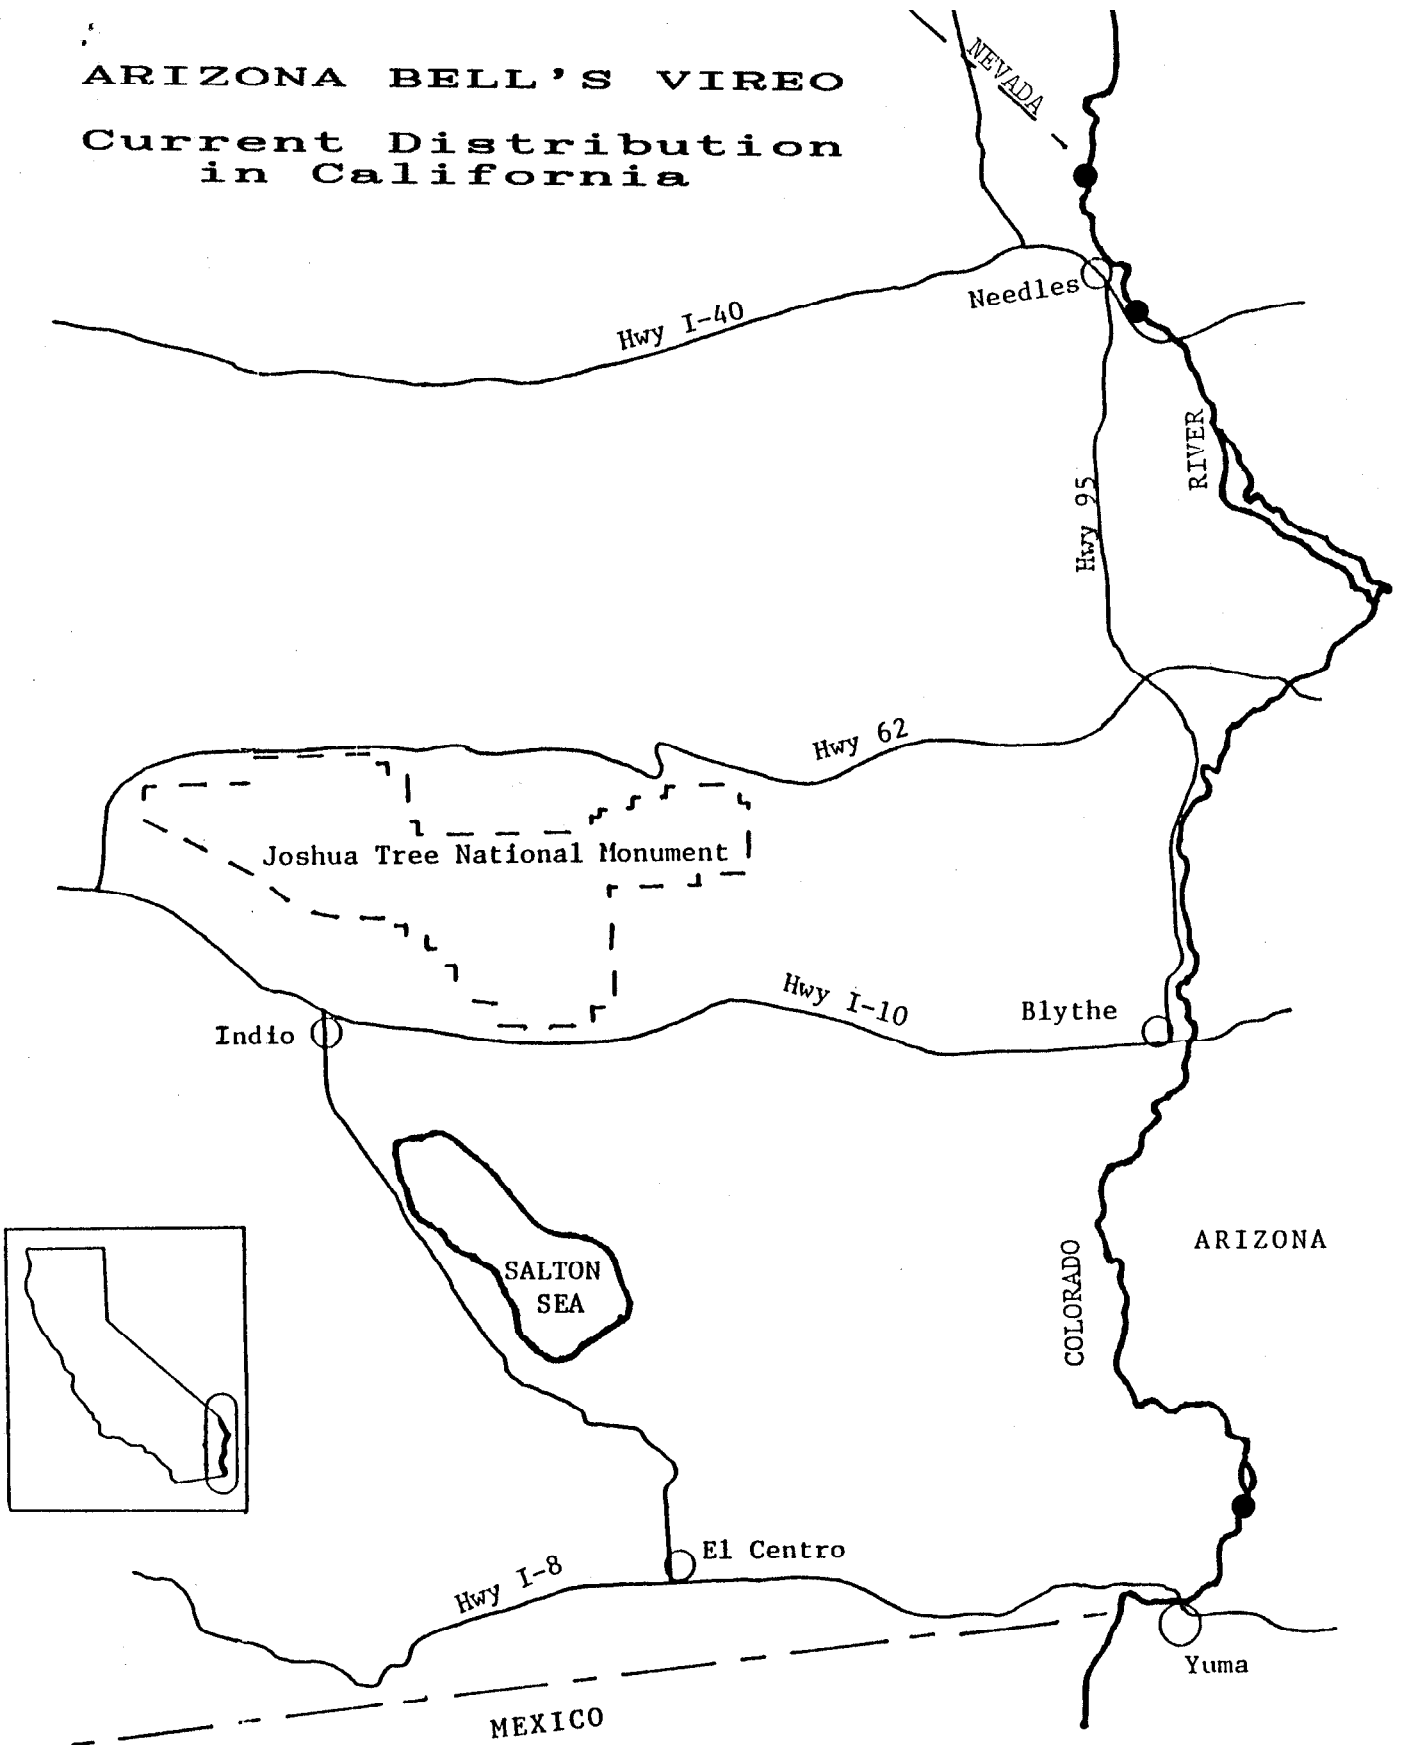 ARIZONA BELL'S VIREO
Current Distribution
in California
NEVADA
Needles
Hwy I-40
RIVER
Hwy 95
Hwy 62
Joshua Tree National Monument
Hwy I-10
Blythe
Indio
ARIZONA
COLORADO
SALTON
SEA
El Centro
Hwy I-8
Yuma
MEXICO